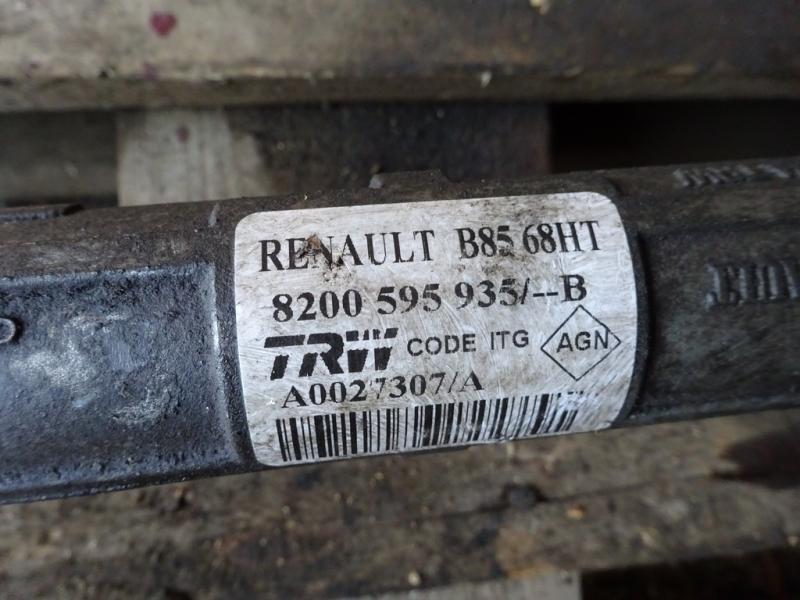 RENAULT B85 68HT
8200 595 935/--B
TRW CODE ITG AGN
A0027307/A